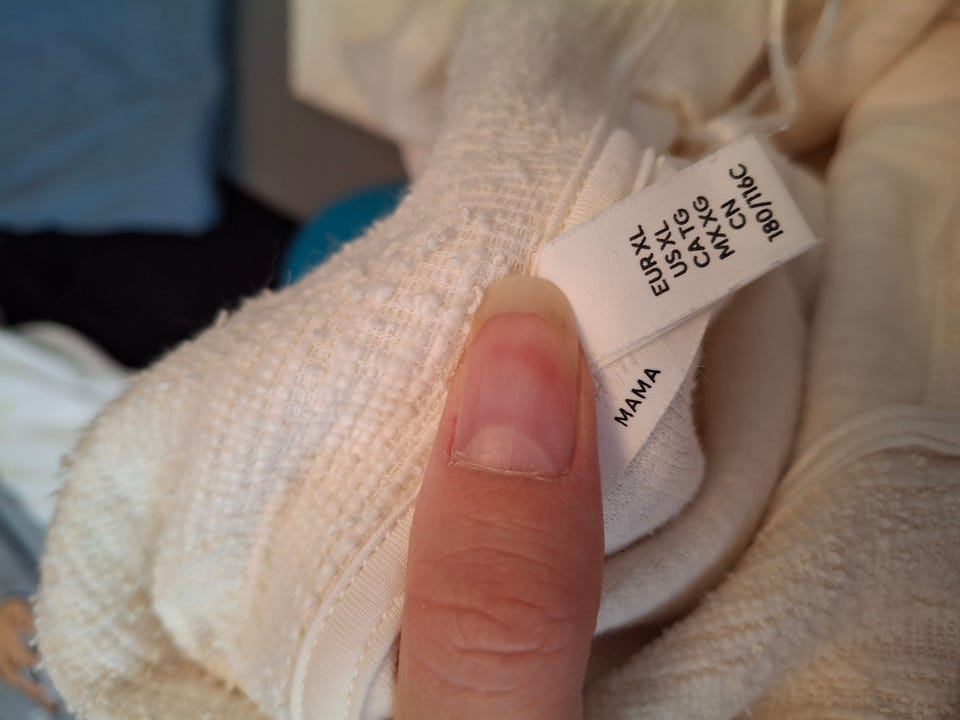 EUR XL
US XL
CA TG
MX XG
CN
180/116C
MAMA